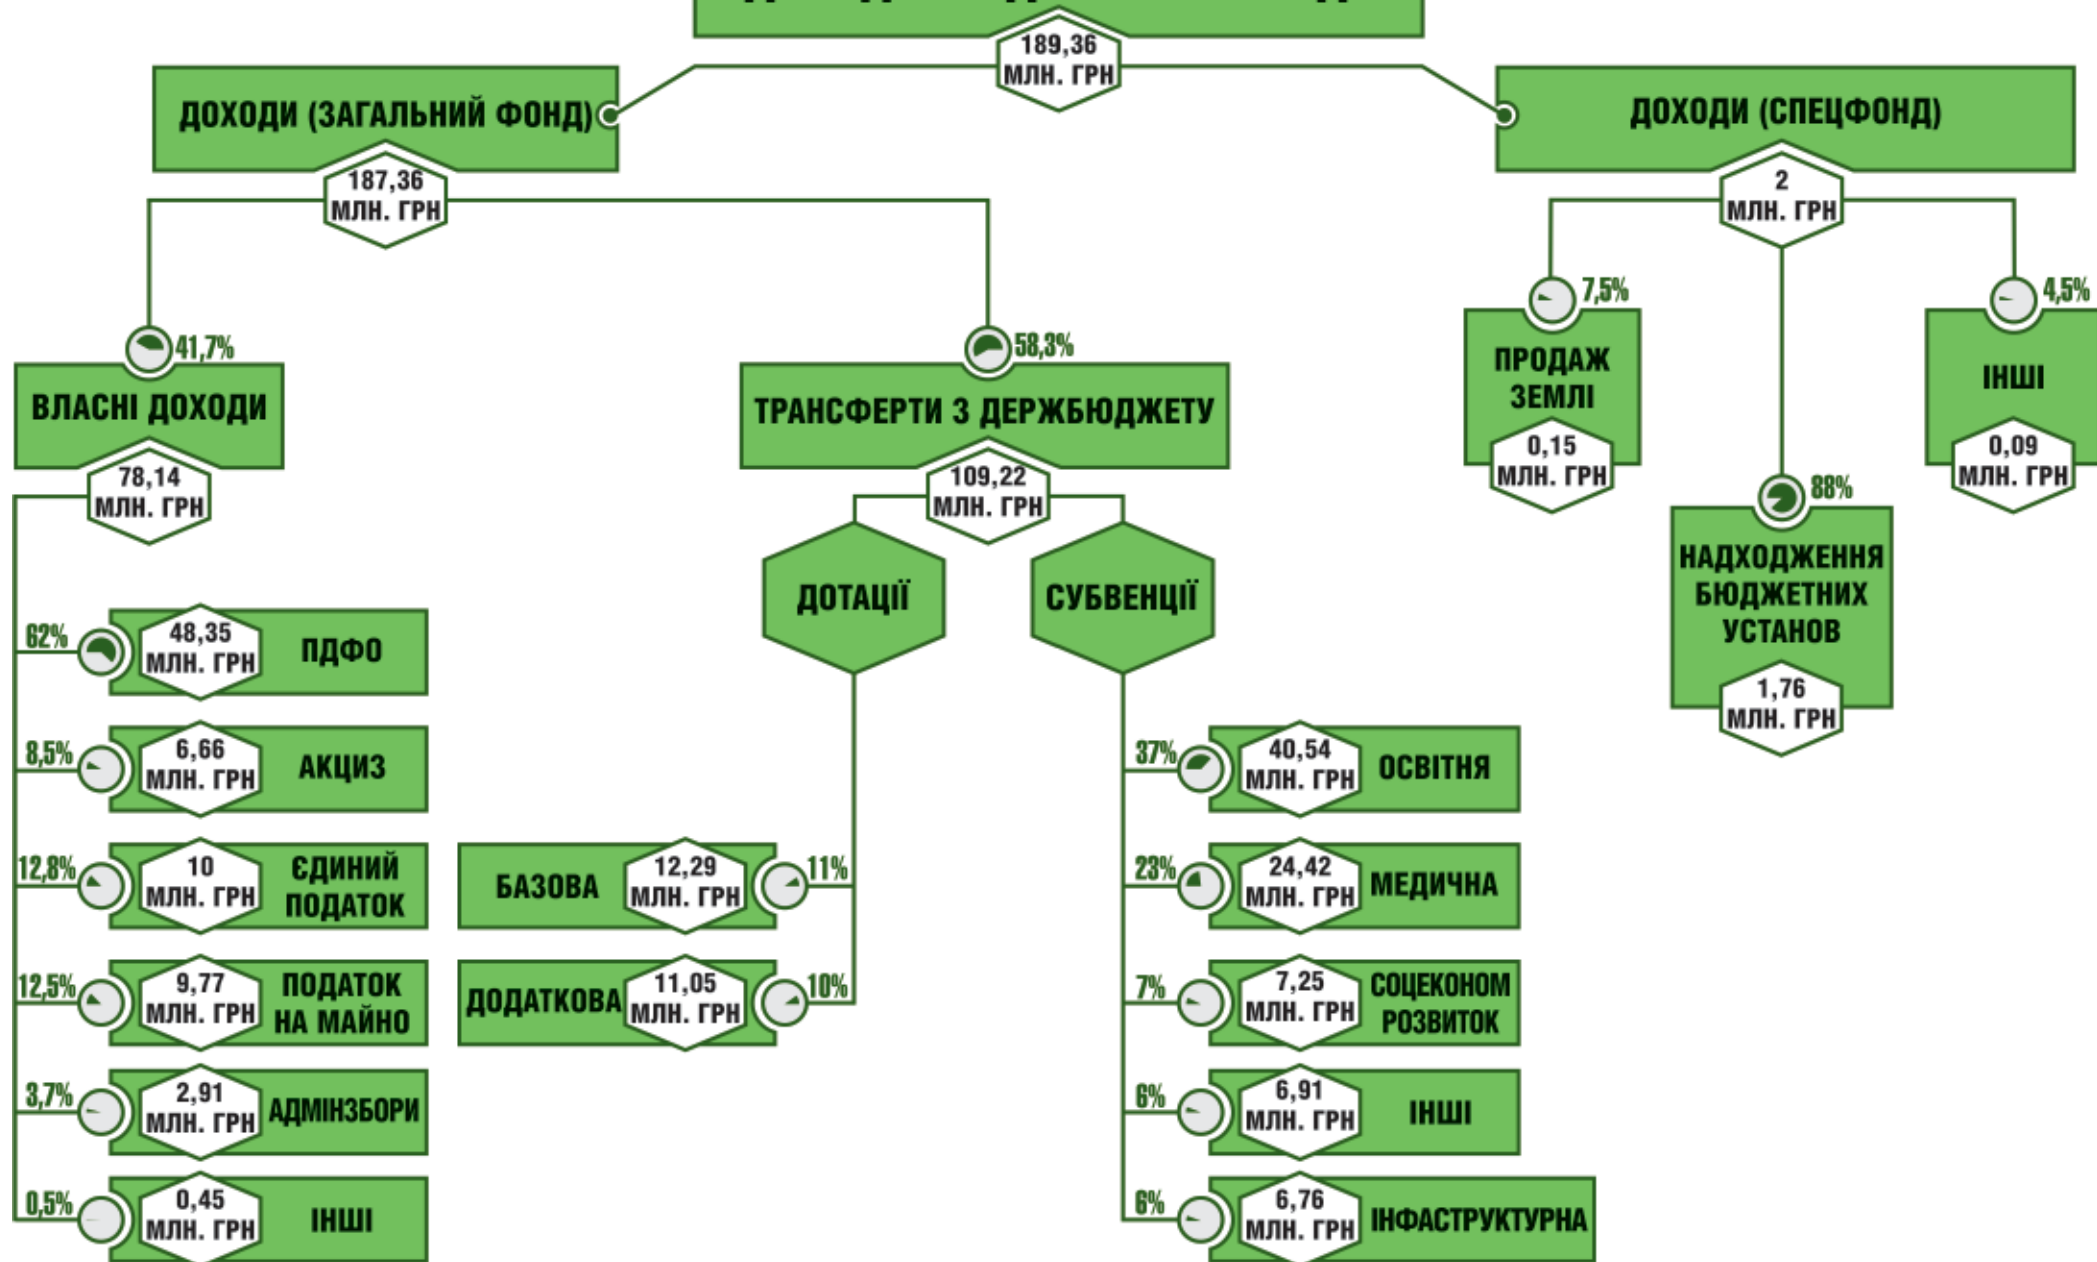 189,36
МЛН. ГРН
ДОХОДИ (ЗАГАЛЬНИЙ ФОНД)
187,36
МЛН. ГРН
ДОХОДИ (СПЕЦФОНД)
2
МЛН. ГРН
41,7%
ВЛАСНІ ДОХОДИ
78,14
МЛН. ГРН
58,3%
ТРАНСФЕРТИ З ДЕРЖБЮДЖЕТУ
109,22
МЛН. ГРН
7,5%
ПРОДАЖ
ЗЕМЛІ
0,15
МЛН. ГРН
4,5%
ІНШІ
0,09
МЛН. ГРН
88%
НАДХОДЖЕННЯ
БЮДЖЕТНИХ
УСТАНОВ
1,76
МЛН. ГРН
62%
48,35
МЛН. ГРН
ПДФО
8,5%
6,66
МЛН. ГРН
АКЦИЗ
12,8%
10
МЛН. ГРН
ЄДИНИЙ
ПОДАТОК
12,5%
9,77
МЛН. ГРН
ПОДАТОК
НА МАЙНО
3,7%
2,91
МЛН. ГРН
АДМІНЗБОРИ
0,5%
0,45
МЛН. ГРН
ІНШІ
ДОТАЦІЇ
БАЗОВА
12,29
МЛН. ГРН
11%
ДОДАТКОВА
11,05
МЛН. ГРН
10%
СУБВЕНЦІЇ
37%
40,54
МЛН. ГРН
ОСВІТНЯ
23%
24,42
МЛН. ГРН
МЕДИЧНА
7%
7,25
МЛН. ГРН
СОЦЕКОНОМ
РОЗВИТОК
6%
6,91
МЛН. ГРН
ІНШІ
6%
6,76
МЛН. ГРН
ІНФАСТРУКТУРНА